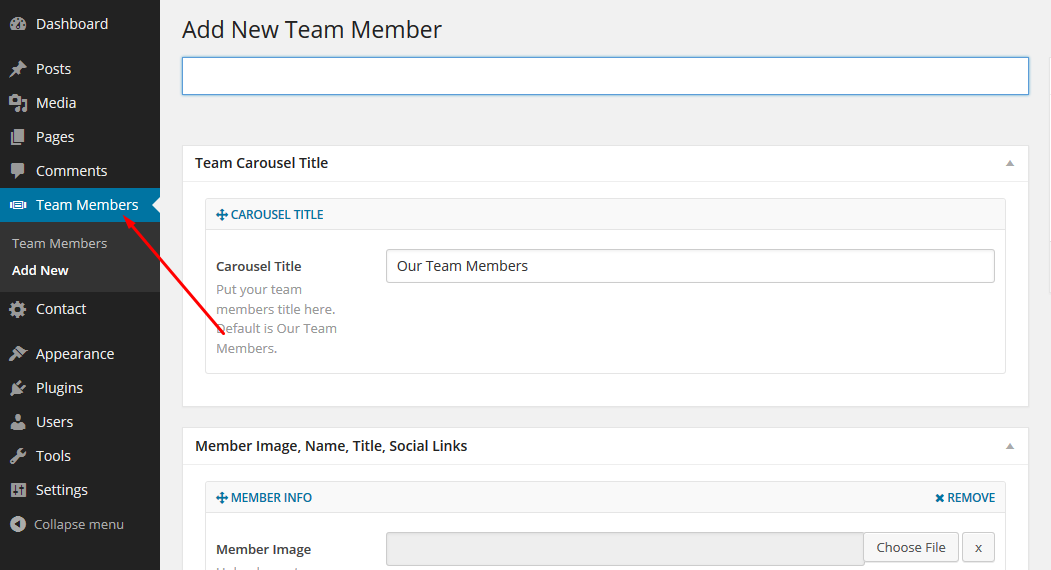 Dashboard
Posts
Media
Pages
Comments
Team Members
Team Members
Add New
Contact
Appearance
Plugins
Users
Tools
Settings
Collapse menu
Add New Team Member
Team Carousel Title
CAROUSEL TITLE
Carousel Title
Our Team Members
Put your team
members title here.
Default is Our Team
Members.
Member Image, Name, Title, Social Links
MEMBER INFO
REMOVE
Member Image
Choose File
x